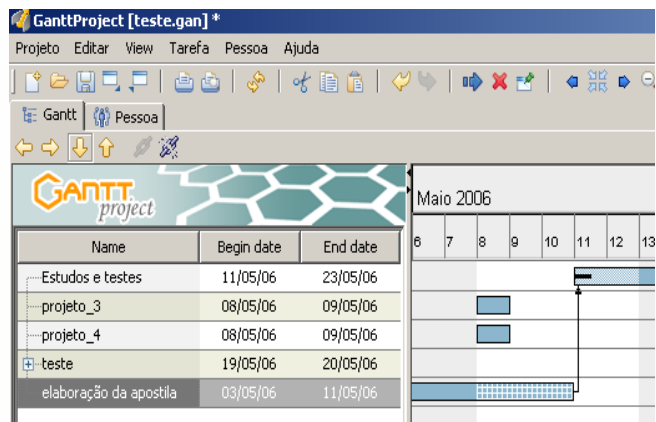 GanttProject [teste.gan] *
Projeto Editar View Tarefa Pessoa Ajuda
Gantt Pessoa
GANTT project
Maio 2006
Name Begin date End date 6 7 8 9 10 11 12 13
Estudos e testes 11/05/06 23/05/06
projeto_3 08/05/06 09/05/06
projeto_4 08/05/06 09/05/06
teste 19/05/06 20/05/06
elaboração da apostila 03/05/06 11/05/06